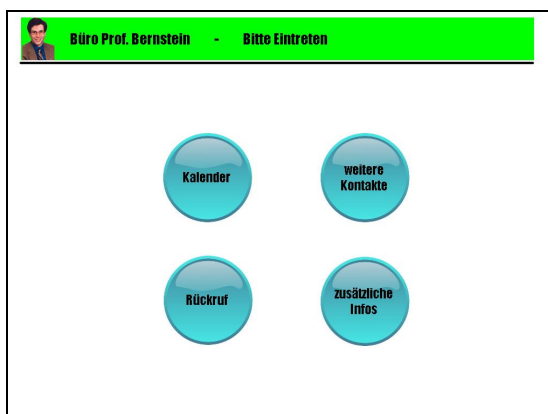 Büro Prof. Bernstein - Bitte Eintreten
Kalender
weitere
Kontakte
Rückruf
zusätzliche
Infos